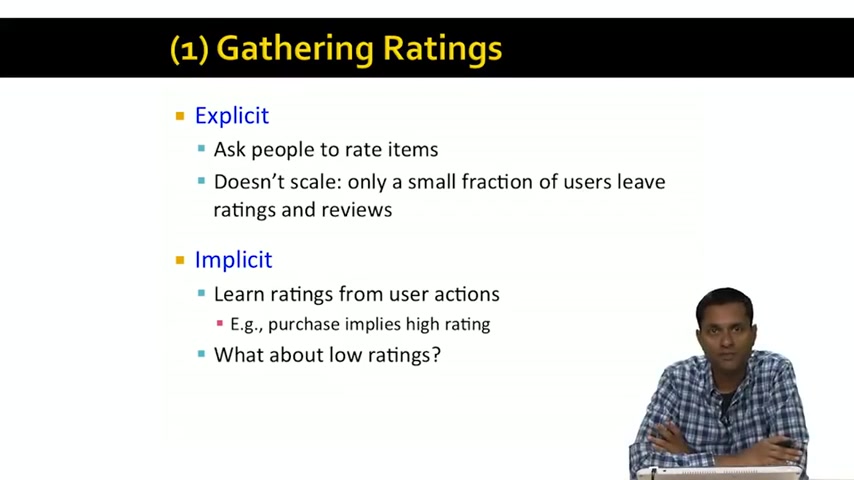 (1) Gathering Ratings
Explicit
Ask people to rate items
Doesn't scale: only a small fraction of users leave
ratings and reviews
Implicit
Learn ratings from user actions
E.g., purchase implies high rating
What about low ratings?